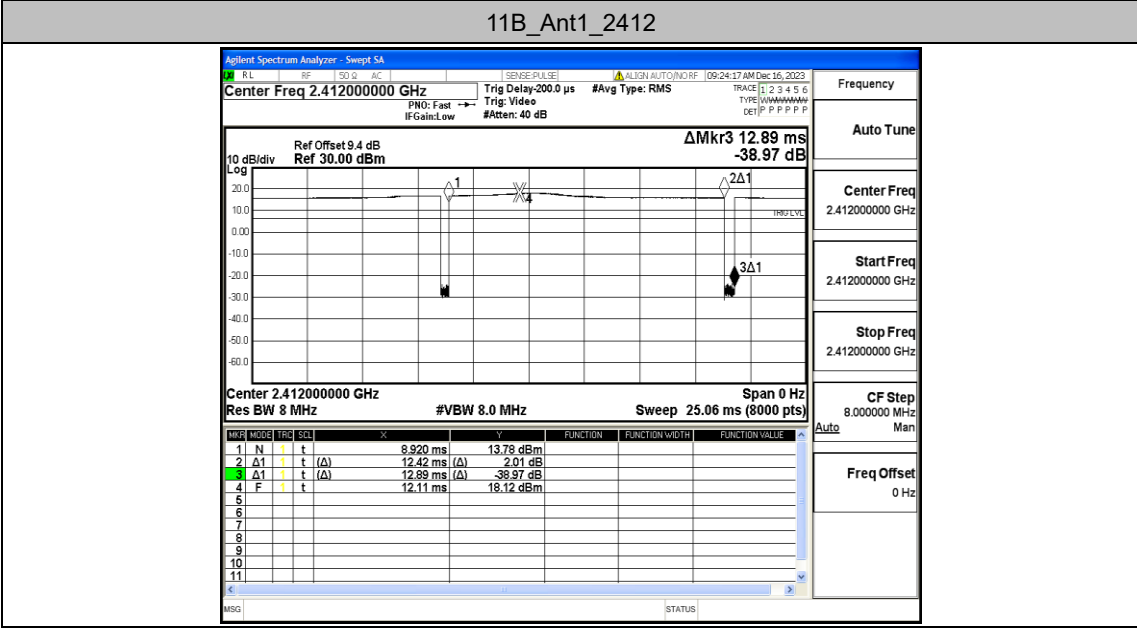 11B_Ant1_2412
Agilent Spectrum Analyzer - Swept SA
RL RF 50 Ω AC SENSE:PULSE ALIGN AUTO/NO RF 09:24:17 AM Dec 16, 2023
Center Freq 2.412000000 GHz
PNO: Fast
IFGain:Low
Trig Delay-200.0 µs
Trig: Video
#Atten: 40 dB
#Avg Type: RMS
TRACE 1 2 3 4 5 6
TYPE
DET P P P P P P
Frequency
Auto Tune
Center Freq
2.412000000 GHz
Start Freq
2.412000000 GHz
Stop Freq
2.412000000 GHz
CF Step
8.000000 MHz
Auto Man
Freq Offset
0 Hz
ΔMkr3 12.89 ms
-38.97 dB
Ref Offset 9.4 dB
10 dB/div Ref 30.00 dBm
Log
20.0
10.0
0.00
-10.0
-20.0
-30.0
-40.0
-50.0
-60.0
1
4
2Δ1
3Δ1
TRIG LVL
Center 2.412000000 GHz Span 0 Hz
Res BW 8 MHz #VBW 8.0 MHz Sweep 25.06 ms (8000 pts)
MKR MODE TRC SCL X Y FUNCTION FUNCTION WIDTH FUNCTION VALUE
1 N 1 t 8.920 ms 13.78 dBm
2 Δ1 1 t (Δ) 12.42 ms (Δ) 2.01 dB
3 Δ1 1 t (Δ) 12.89 ms (Δ) -38.97 dB
4 F 1 t 12.11 ms 18.12 dBm
5
6
7
8
9
10
11
MSG STATUS